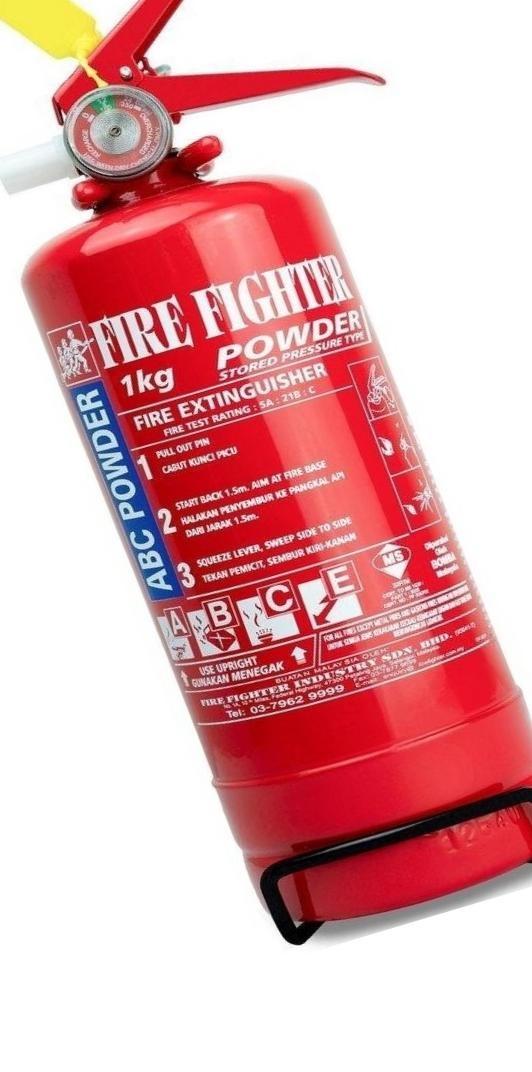 FIRE FIGHTER
1kg POWDER
STORED PRESSURE TYPE
FIRE EXTINGUISHER
FIRE TEST RATING : 5A : 21B : C
ABC POWDER
1 PULL OUT PIN
CABUT KUNCI PICU
2 START BACK 1.5m. AIM AT FIRE BASE
HALAKAN PENYEMBUR KE PANGKAL API
DARI JARAK 1.5m.
3 SQUEEZE LEVER, SWEEP SIDE TO SIDE
TEKAN PEMICIT, SEMBUR KIRI-KANAN
A B C E
MS
BOMBA
USE UPRIGHT
GUNAKAN MENEGAK
BUATAN MALAYSIA OLEH:
FIRE FIGHTER INDUSTRY SDN. BHD.
Tel: 03-7962 9999